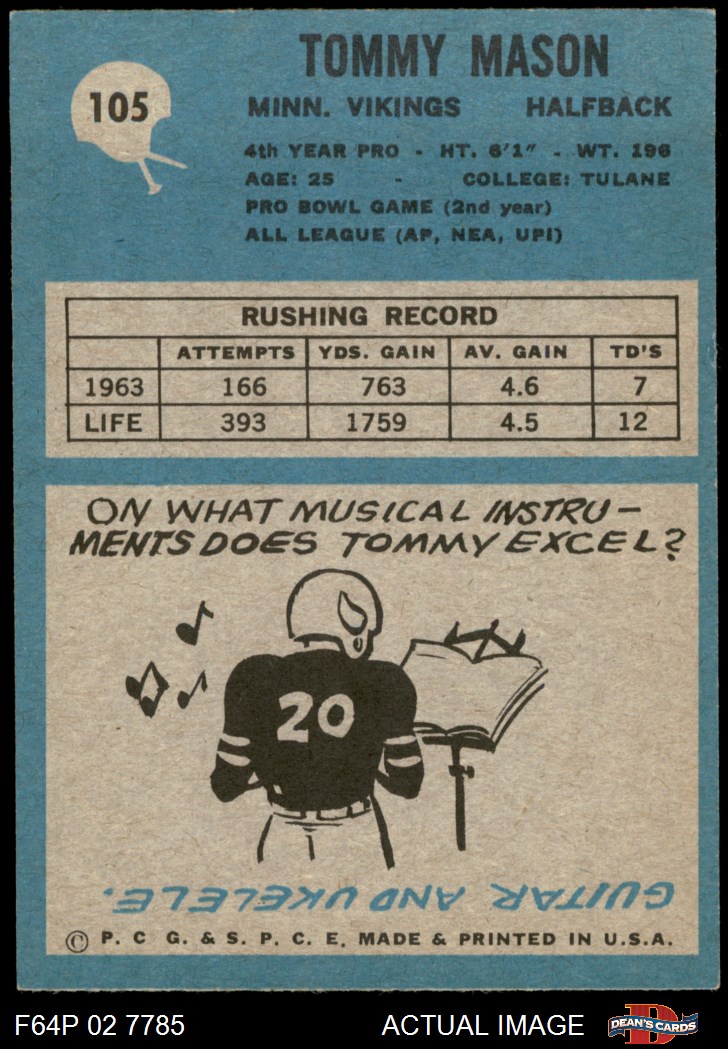 105
TOMMY MASON
MINN. VIKINGS HALFBACK
4th YEAR PRO - HT. 6'1" - WT. 196
AGE: 25 - COLLEGE: TULANE
PRO BOWL GAME (2nd year)
ALL LEAGUE (AP, NEA, UPI)
RUSHING RECORD
ATTEMPTS YDS. GAIN AV. GAIN TD'S
1963 166 763 4.6 7
LIFE 393 1759 4.5 12
ON WHAT MUSICAL INSTRU-
MENTS DOES TOMMY EXCEL?
20
GUITAR AND UKELELE.
© P. C G. & S. P. C E. MADE & PRINTED IN U.S.A.
F64P 02 7785 ACTUAL IMAGE D DEAN'S CARDS